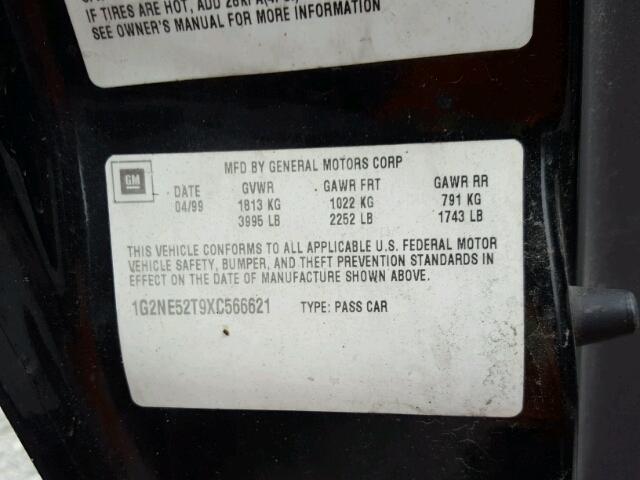 IF TIRES ARE HOT, ADD 28kPA(4PSI)
SEE OWNER'S MANUAL FOR MORE INFORMATION
GM
MFD BY GENERAL MOTORS CORP
DATE GVWR GAWR FRT GAWR RR
04/99 1813 KG 1022 KG 791 KG
3995 LB 2252 LB 1743 LB
THIS VEHICLE CONFORMS TO ALL APPLICABLE U.S. FEDERAL MOTOR
VEHICLE SAFETY, BUMPER, AND THEFT PREVENTION STANDARDS IN
EFFECT ON THE DATE OF MANUFACTURE SHOWN ABOVE.
1G2NE52T9XC566621 TYPE: PASS CAR